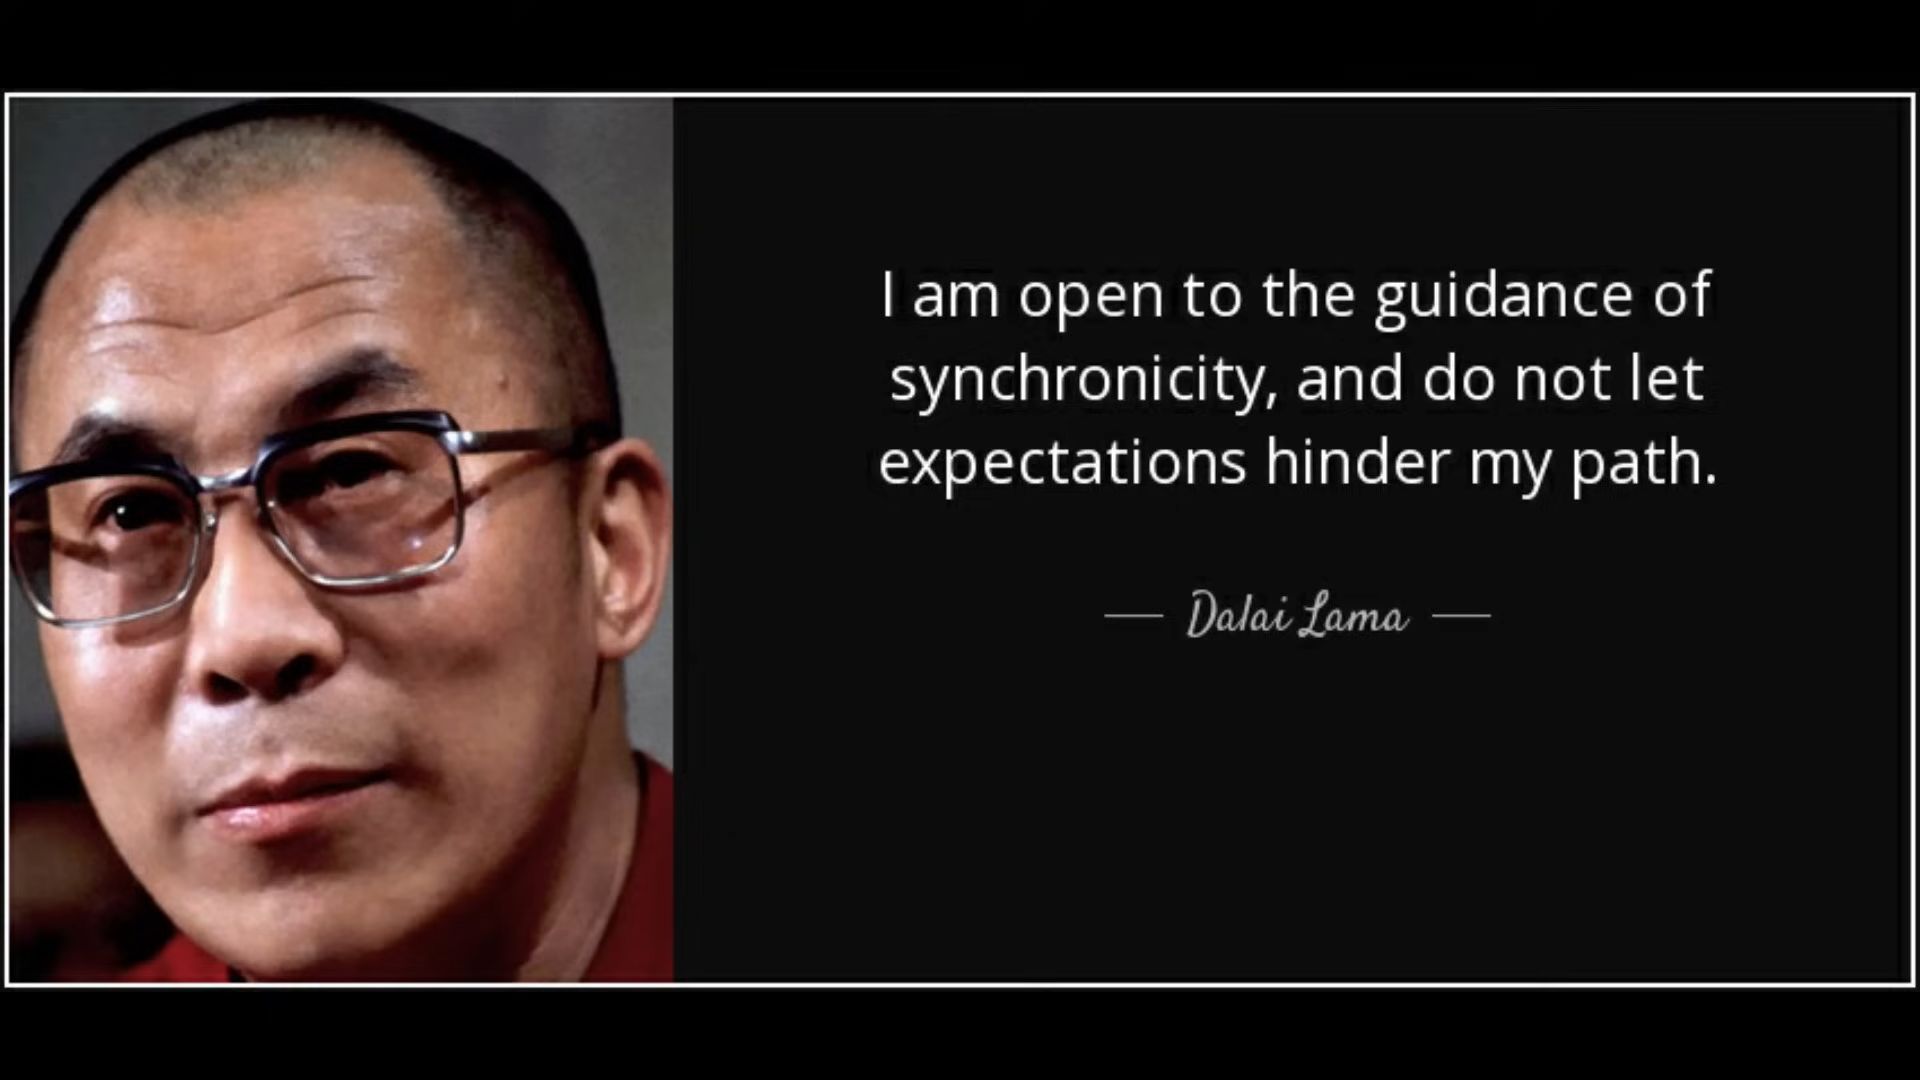 I am open to the guidance of
synchronicity, and do not let
expectations hinder my path.
— Dalai Lama —